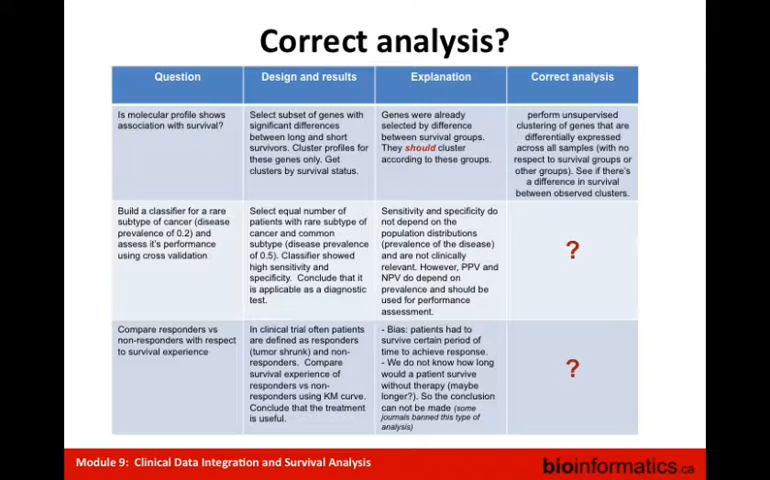 Correct analysis?
Question
Design and results
Explanation
Correct analysis
Is molecular profile shows
association with survival?
Select subset of genes with
significant differences
between long and short
survivors. Cluster profiles for
these genes only. Get
clusters by survival status.
Genes were already
selected by difference
between survival groups.
They should cluster
according to these groups.
perform unsupervised
clustering of genes that are
differentially expressed
across all samples (with no
respect to survival groups or
other groups). See if there's
a difference in survival
between observed clusters.
Build a classifier for a rare
subtype of cancer (disease
prevalence of 0.2) and
assess it's performance
using cross validation
Select equal number of
patients with rare subtype of
cancer and common
subtype (disease prevalence
of 0.5). Classifier showed
high sensitivity and
specificity. Conclude that it
is applicable as a diagnostic
test.
Sensitivity and specificity do
not depend on the
population distributions
(prevalence of the disease)
and are not clinically
relevant. However, PPV and
NPV do depend on
prevalence and should be
used for performance
assessment.
?
Compare responders vs
non-responders with respect
to survival experience
In clinical trial often patients
are defined as responders
(tumor shrunk) and non-
responders. Compare
survival experience of
responders vs non-
responders using KM curve.
Conclude that the treatment
is useful.
- Bias: patients had to
survive certain period of
time to achieve response.
- We do not know how long
would a patient survive
without therapy (maybe
longer?). So the conclusion
can not be made (some
journals banned this type of
analysis)
?
Module 9: Clinical Data Integration and Survival Analysis
bioinformatics.ca